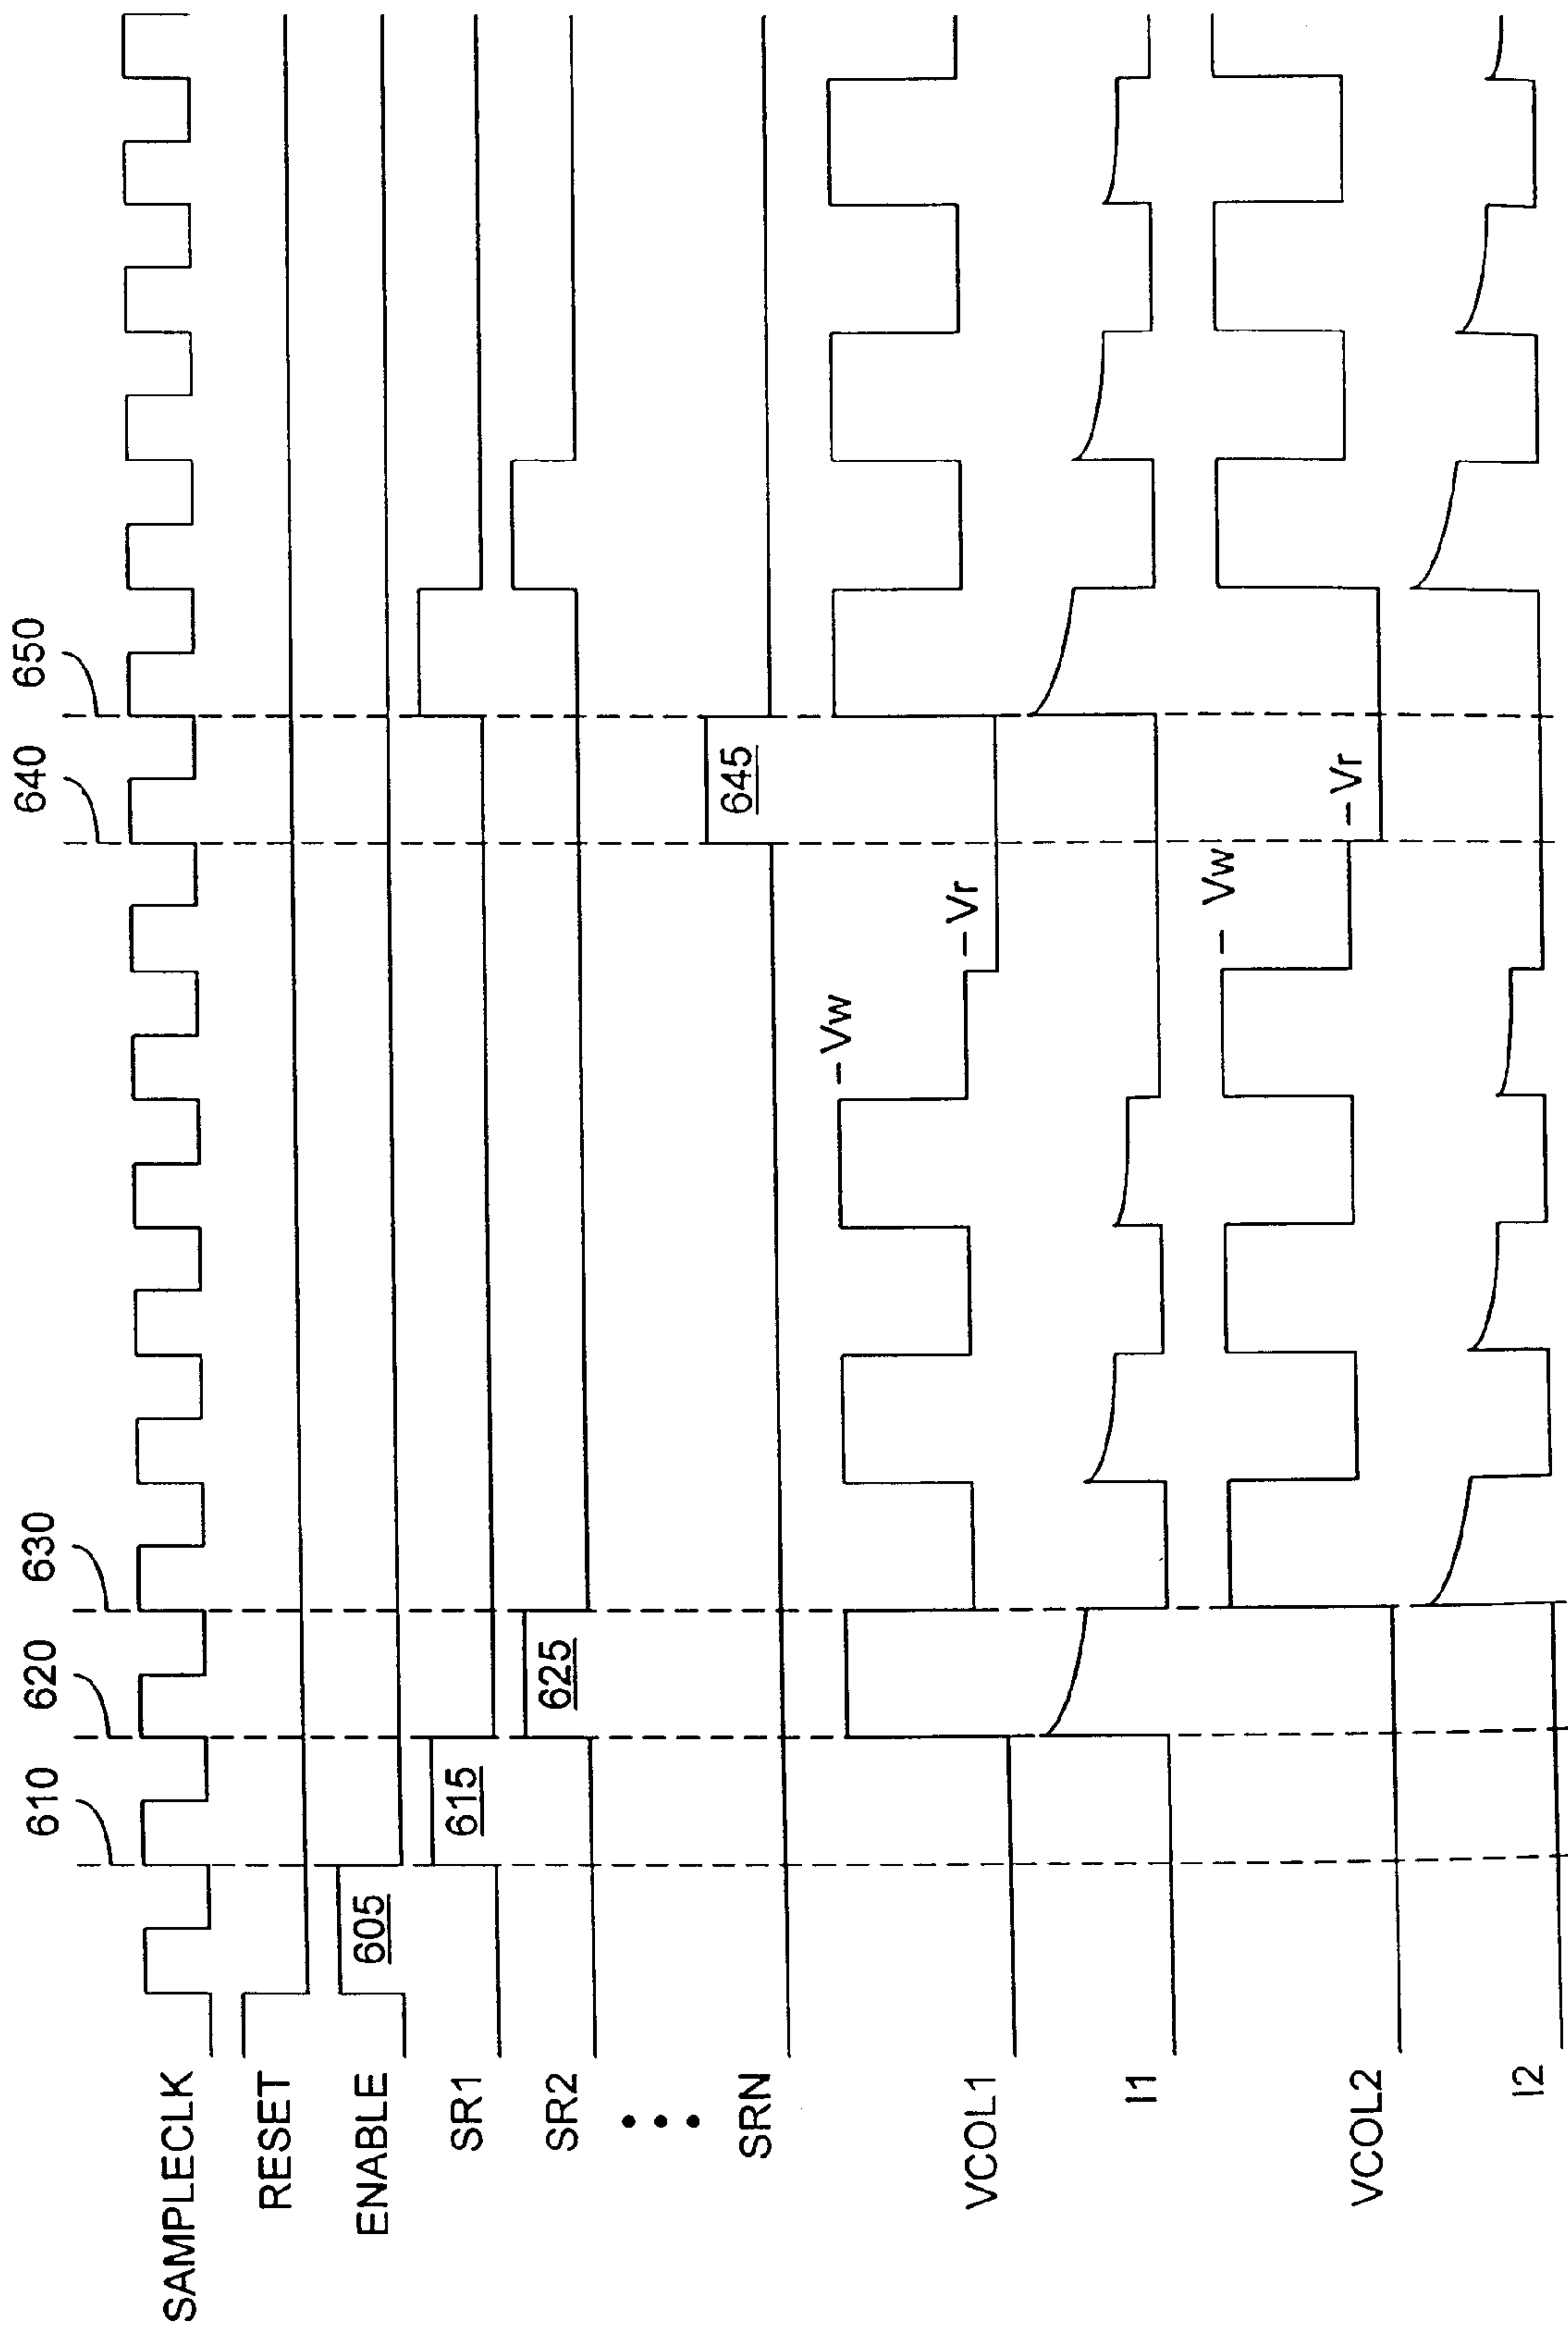 610
620
630
640
650
SAMPLECLK
RESET
ENABLE
605
SR1
615
SR2
625
SRN
645
VCOL1
Vw
Vr
I1
VCOL2
Vw
Vr
I2